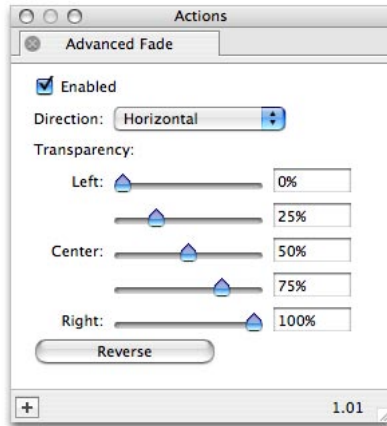 Actions
Advanced Fade
Enabled
Direction: Horizontal
Transparency:
Left: 0%
25%
Center: 50%
75%
Right: 100%
Reverse
1.01